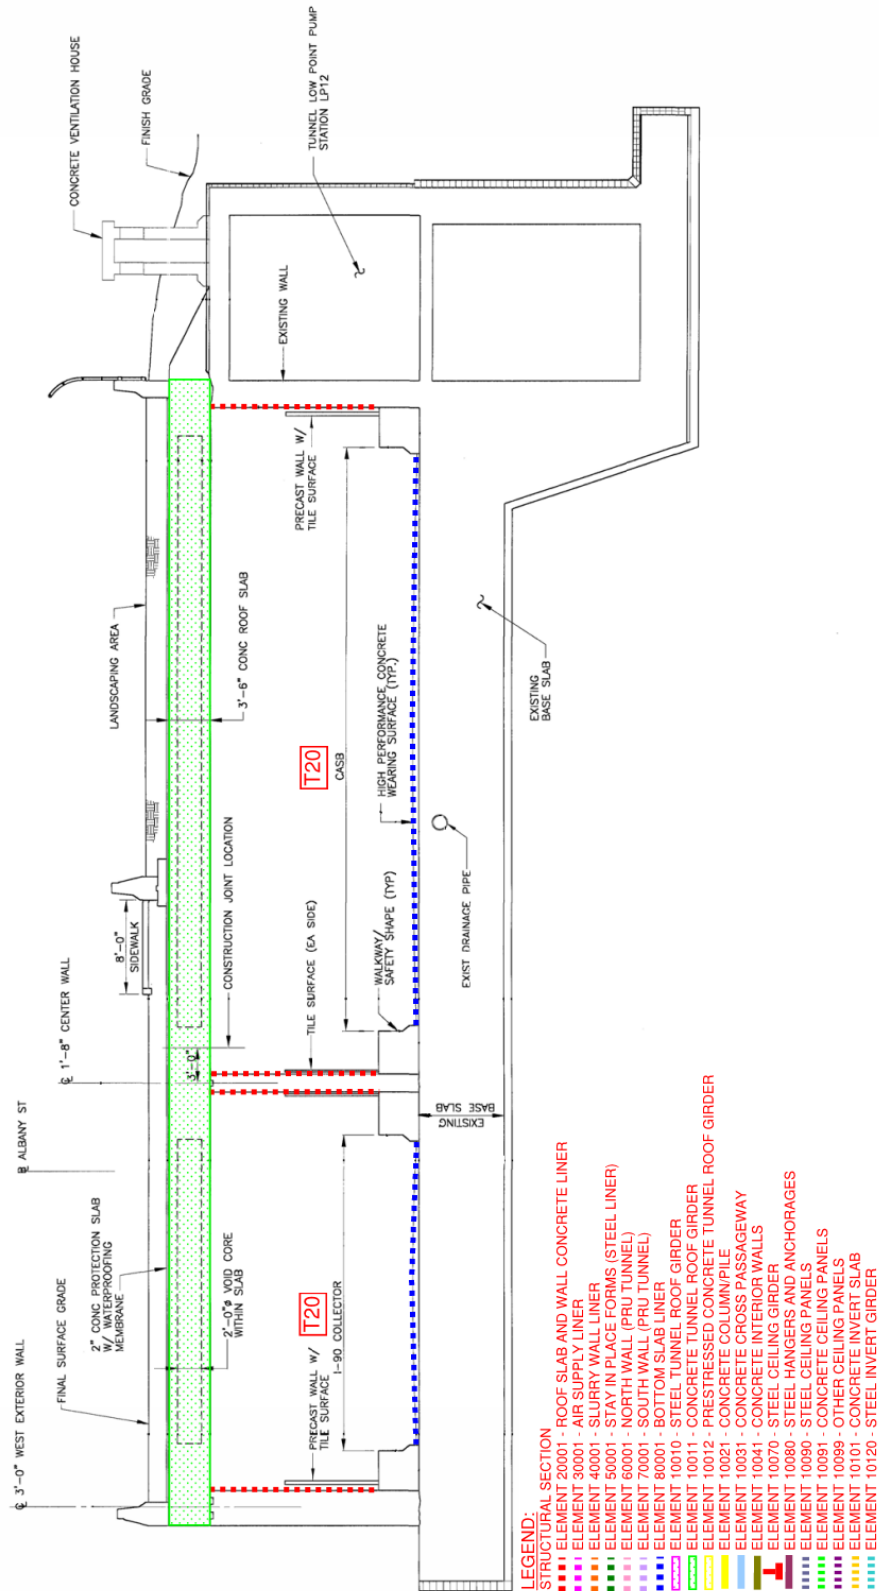 CONCRETE VENTILATION HOUSE
FINISH GRADE
TUNNEL LOW POINT PUMP
STATION LP12
EXISTING WALL
PRECAST WALL W/
TILE SURFACE
LANDSCAPING AREA
3'-6" CONC ROOF SLAB
T20
CASB
HIGH PERFORMANCE CONCRETE
WEARING SURFACE (TYP.)
EXISTING
BASE SLAB
8'-0"
SIDEWALK
CONSTRUCTION JOINT LOCATION
TILE SURFACE (EA SIDE)
WALKWAY/
SAFETY SHAPE (TYP)
EXIST DRAINAGE PIPE
℄ 1'-8" CENTER WALL
3'-0"
EXISTING
BASE SLAB
ALBANY ST
2" CONC PROTECTION SLAB
W/ WATERPROOFING
MEMBRANE
FINAL SURFACE GRADE
℄ 3'-0" WEST EXTERIOR WALL
2'-0"ø VOID CORE
WITHIN SLAB
T20
I-90 COLLECTOR
PRECAST WALL W/
TILE SURFACE
LEGEND:
STRUCTURAL SECTION
ELEMENT 20001 - ROOF SLAB AND WALL CONCRETE LINER
ELEMENT 30001 - AIR SUPPLY LINER
ELEMENT 40001 - SLURRY WALL LINER
ELEMENT 50001 - STAY IN PLACE FORMS (STEEL LINER)
ELEMENT 60001 - NORTH WALL (PRU TUNNEL)
ELEMENT 70001 - SOUTH WALL (PRU TUNNEL)
ELEMENT 80001 - BOTTOM SLAB LINER
ELEMENT 10010 - STEEL TUNNEL ROOF GIRDER
ELEMENT 10011 - CONCRETE TUNNEL ROOF GIRDER
ELEMENT 10012 - PRESTRESSED CONCRETE TUNNEL ROOF GIRDER
ELEMENT 10021 - CONCRETE COLUMN/PILE
ELEMENT 10031 - CONCRETE CROSS PASSAGEWAY
ELEMENT 10041 - CONCRETE INTERIOR WALLS
ELEMENT 10070 - STEEL CEILING GIRDER
ELEMENT 10080 - STEEL HANGERS AND ANCHORAGES
ELEMENT 10090 - STEEL CEILING PANELS
ELEMENT 10091 - CONCRETE CEILING PANELS
ELEMENT 10099 - OTHER CEILING PANELS
ELEMENT 10101 - CONCRETE INVERT SLAB
ELEMENT 10120 - STEEL INVERT GIRDER